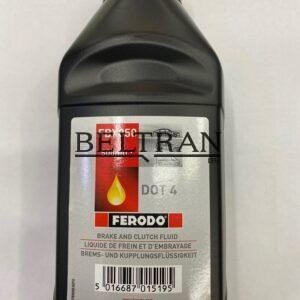 FBX050
BELTRAN
DOT 4
FERODO
BRAKE AND CLUTCH FLUID
LIQUIDE DE FREIN ET D'EMBRAYAGE
BREMS- UND KUPPLUNGSFLÜSSIGKEIT
5 016687 015195